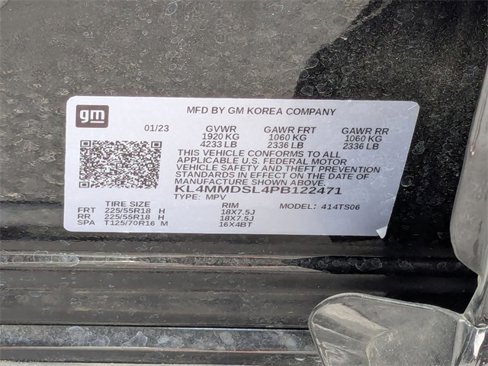 gm
MFD BY GM KOREA COMPANY
01/23 GVWR GAWR FRT GAWR RR
1920 KG 1060 KG 1060 KG
4233 LB 2336 LB 2336 LB
THIS VEHICLE CONFORMS TO ALL
APPLICABLE U.S. FEDERAL MOTOR
VEHICLE SAFETY AND THEFT PREVENTION
STANDARDS IN EFFECT ON THE DATE OF
MANUFACTURE SHOWN ABOVE.
KL4MMDSL4PB122471
TYPE: MPV MODEL: 414TS06
TIRE SIZE RIM
FRT 225/55R18 H 18X7.5J
RR 225/55R18 H 18X7.5J
SPA T125/70R16 M 16X4BT